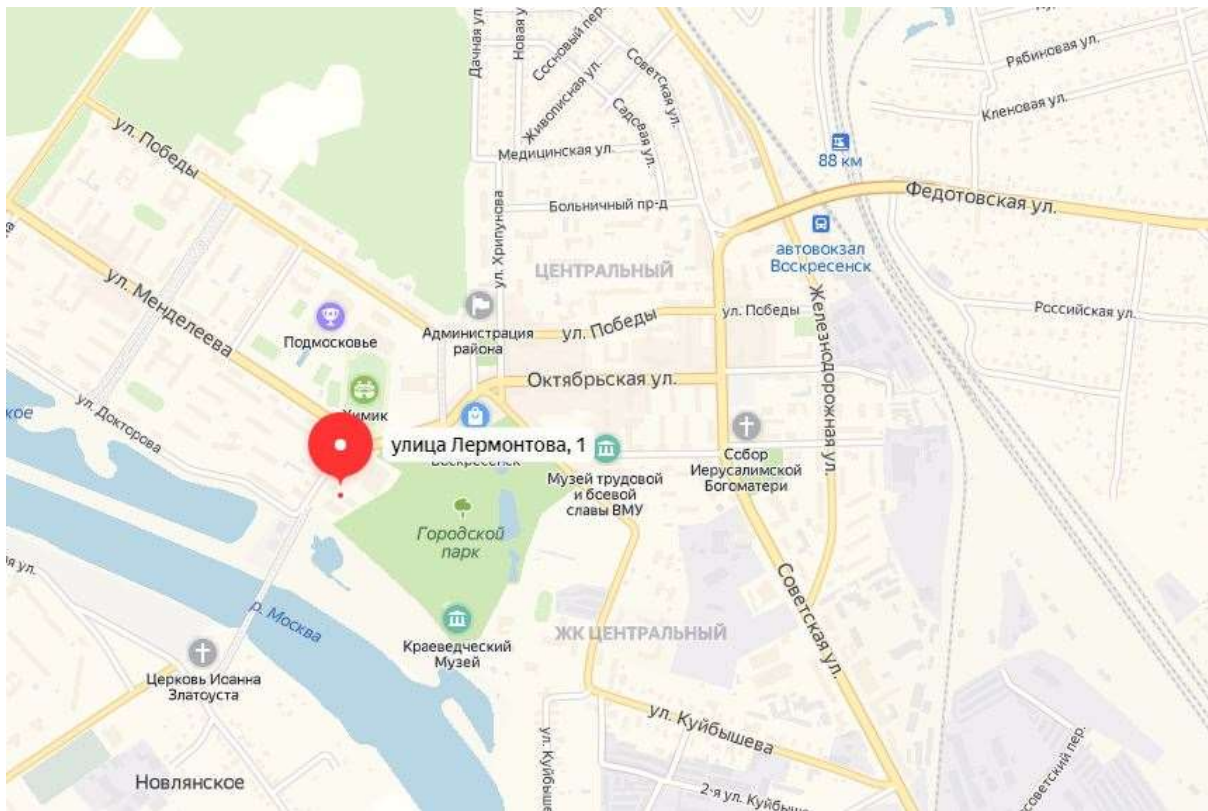 Дачная ул.
Новая ул.
Сосновый пер.
Живописная ул.
Советская ул.
Садовая ул.
Рябиновая ул.
Кленовая ул.
ул. Победы
Медицинская ул.
88 км
Больничный пр-д
Федотовская ул.
ул. Хрипунова
автовокзал
Воскресенск
ЦЕНТРАЛЬНЫЙ
ул. Менделеева
Подмосковье
Администрация
района
ул. Победы
ул. Победы
Железнодорожная ул.
Российская ул.
Октябрьская ул.
Химик
ул. Докторова
улица Лермонтова, 1
Воскресенск
Музей трудовой
и боевой
славы ВМУ
Собор
Иерусалимской
Богоматери
Городской
парк
р. Москва
Советская ул.
ЖК ЦЕНТРАЛЬНЫЙ
Краеведческий
Музей
Церковь Иоанна
Златоуста
ул. Куйбышева
Новлянское
2-я ул. Куйбыш